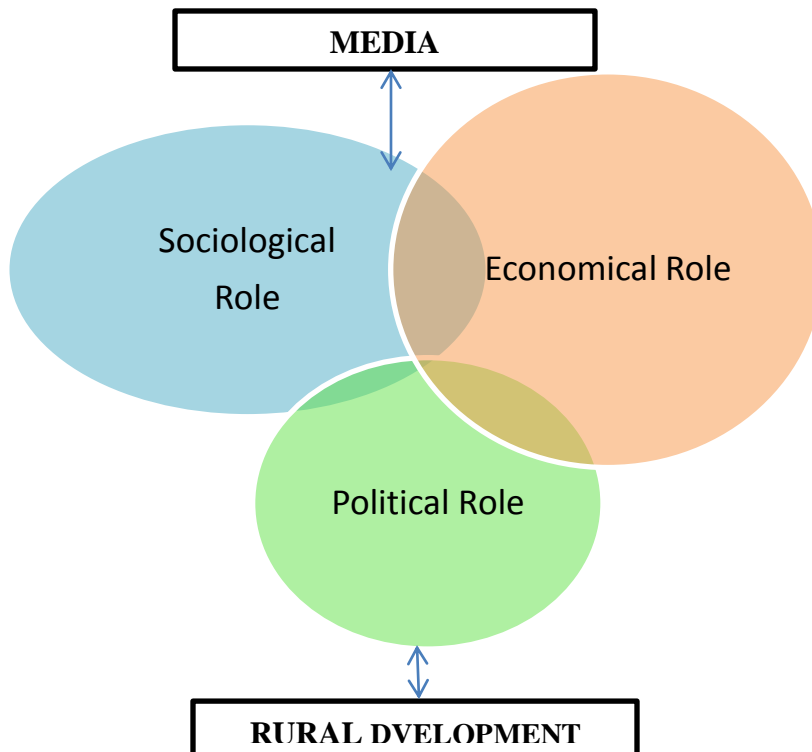 MEDIA
Sociological
Role
Economical Role
Political Role
RURAL DVELOPMENT